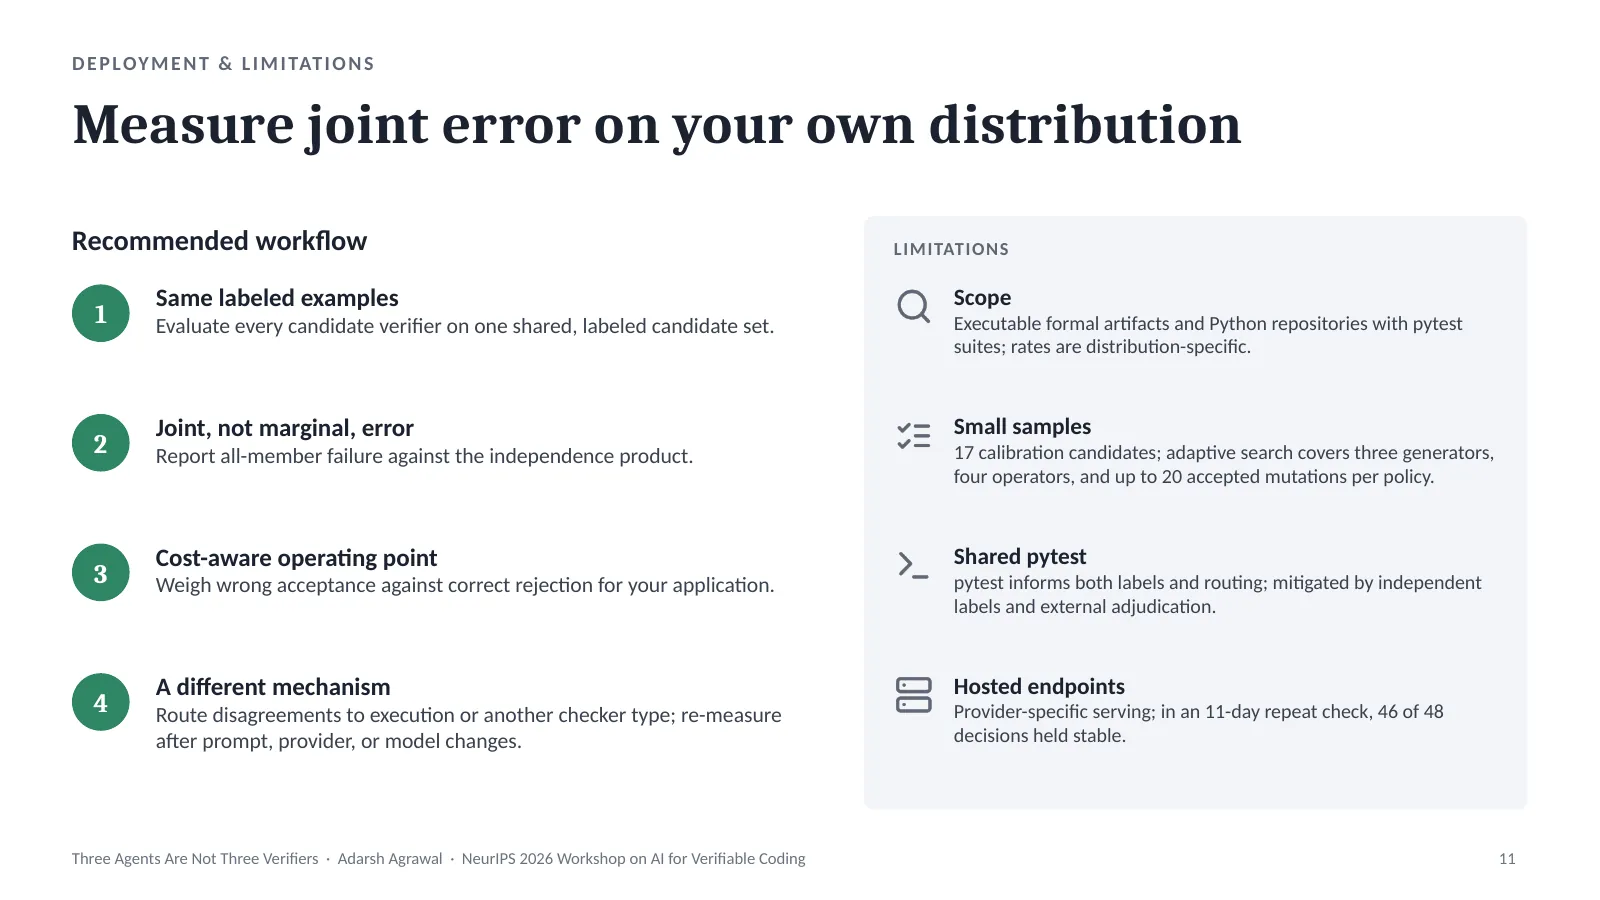 DEPLOYMENT & LIMITATIONS
Measure joint error on your own distribution
Recommended workflow
1
Same labeled examples
Evaluate every candidate verifier on one shared, labeled candidate set.
2
Joint, not marginal, error
Report all-member failure against the independence product.
3
Cost-aware operating point
Weigh wrong acceptance against correct rejection for your application.
4
A different mechanism
Route disagreements to execution or another checker type; re-measure
after prompt, provider, or model changes.
LIMITATIONS
Scope
Executable formal artifacts and Python repositories with pytest
suites; rates are distribution-specific.
Small samples
17 calibration candidates; adaptive search covers three generators,
four operators, and up to 20 accepted mutations per policy.
Shared pytest
pytest informs both labels and routing; mitigated by independent
labels and external adjudication.
Hosted endpoints
Provider-specific serving; in an 11-day repeat check, 46 of 48
decisions held stable.
Three Agents Are Not Three Verifiers · Adarsh Agrawal · NeurIPS 2026 Workshop on AI for Verifiable Coding
11